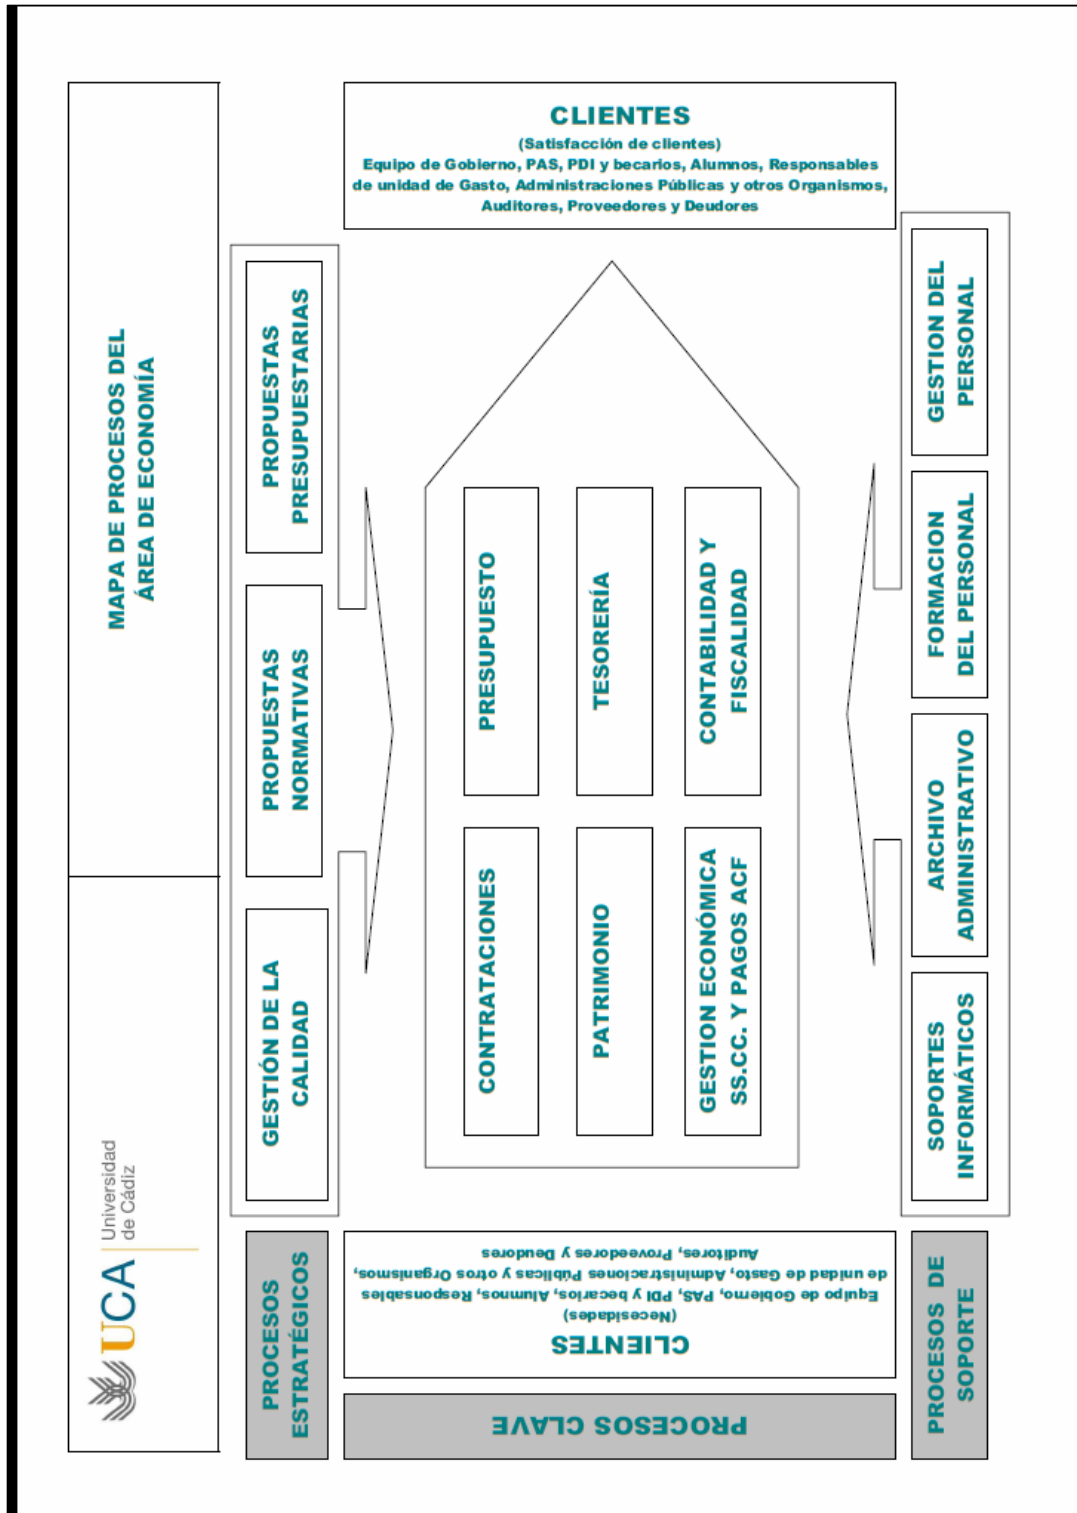 UCA
Universidad
de Cádiz
MAPA DE PROCESOS DEL
ÁREA DE ECONOMÍA
PROCESOS
ESTRATÉGICOS
GESTIÓN DE LA
CALIDAD
PROPUESTAS
NORMATIVAS
PROPUESTAS
PRESUPUESTARIAS
PROCESOS CLAVE
CLIENTES
(Necesidades)
Equipo de Gobierno, PAS, PDI y becarios, Alumnos, Responsables
de unidad de Gasto, Administraciones Públicas y otros Organismos,
Auditores, Proveedores y Deudores
CONTRATACIONES
PRESUPUESTO
PATRIMONIO
TESORERÍA
GESTION ECONÓMICA
SS.CC. Y PAGOS ACF
CONTABILIDAD Y
FISCALIDAD
CLIENTES
(Satisfacción de clientes)
Equipo de Gobierno, PAS, PDI y becarios, Alumnos, Responsables
de unidad de Gasto, Administraciones Públicas y otros Organismos,
Auditores, Proveedores y Deudores
PROCESOS DE
SOPORTE
SOPORTES
INFORMÁTICOS
ARCHIVO
ADMINISTRATIVO
FORMACION
DEL PERSONAL
GESTION DEL
PERSONAL